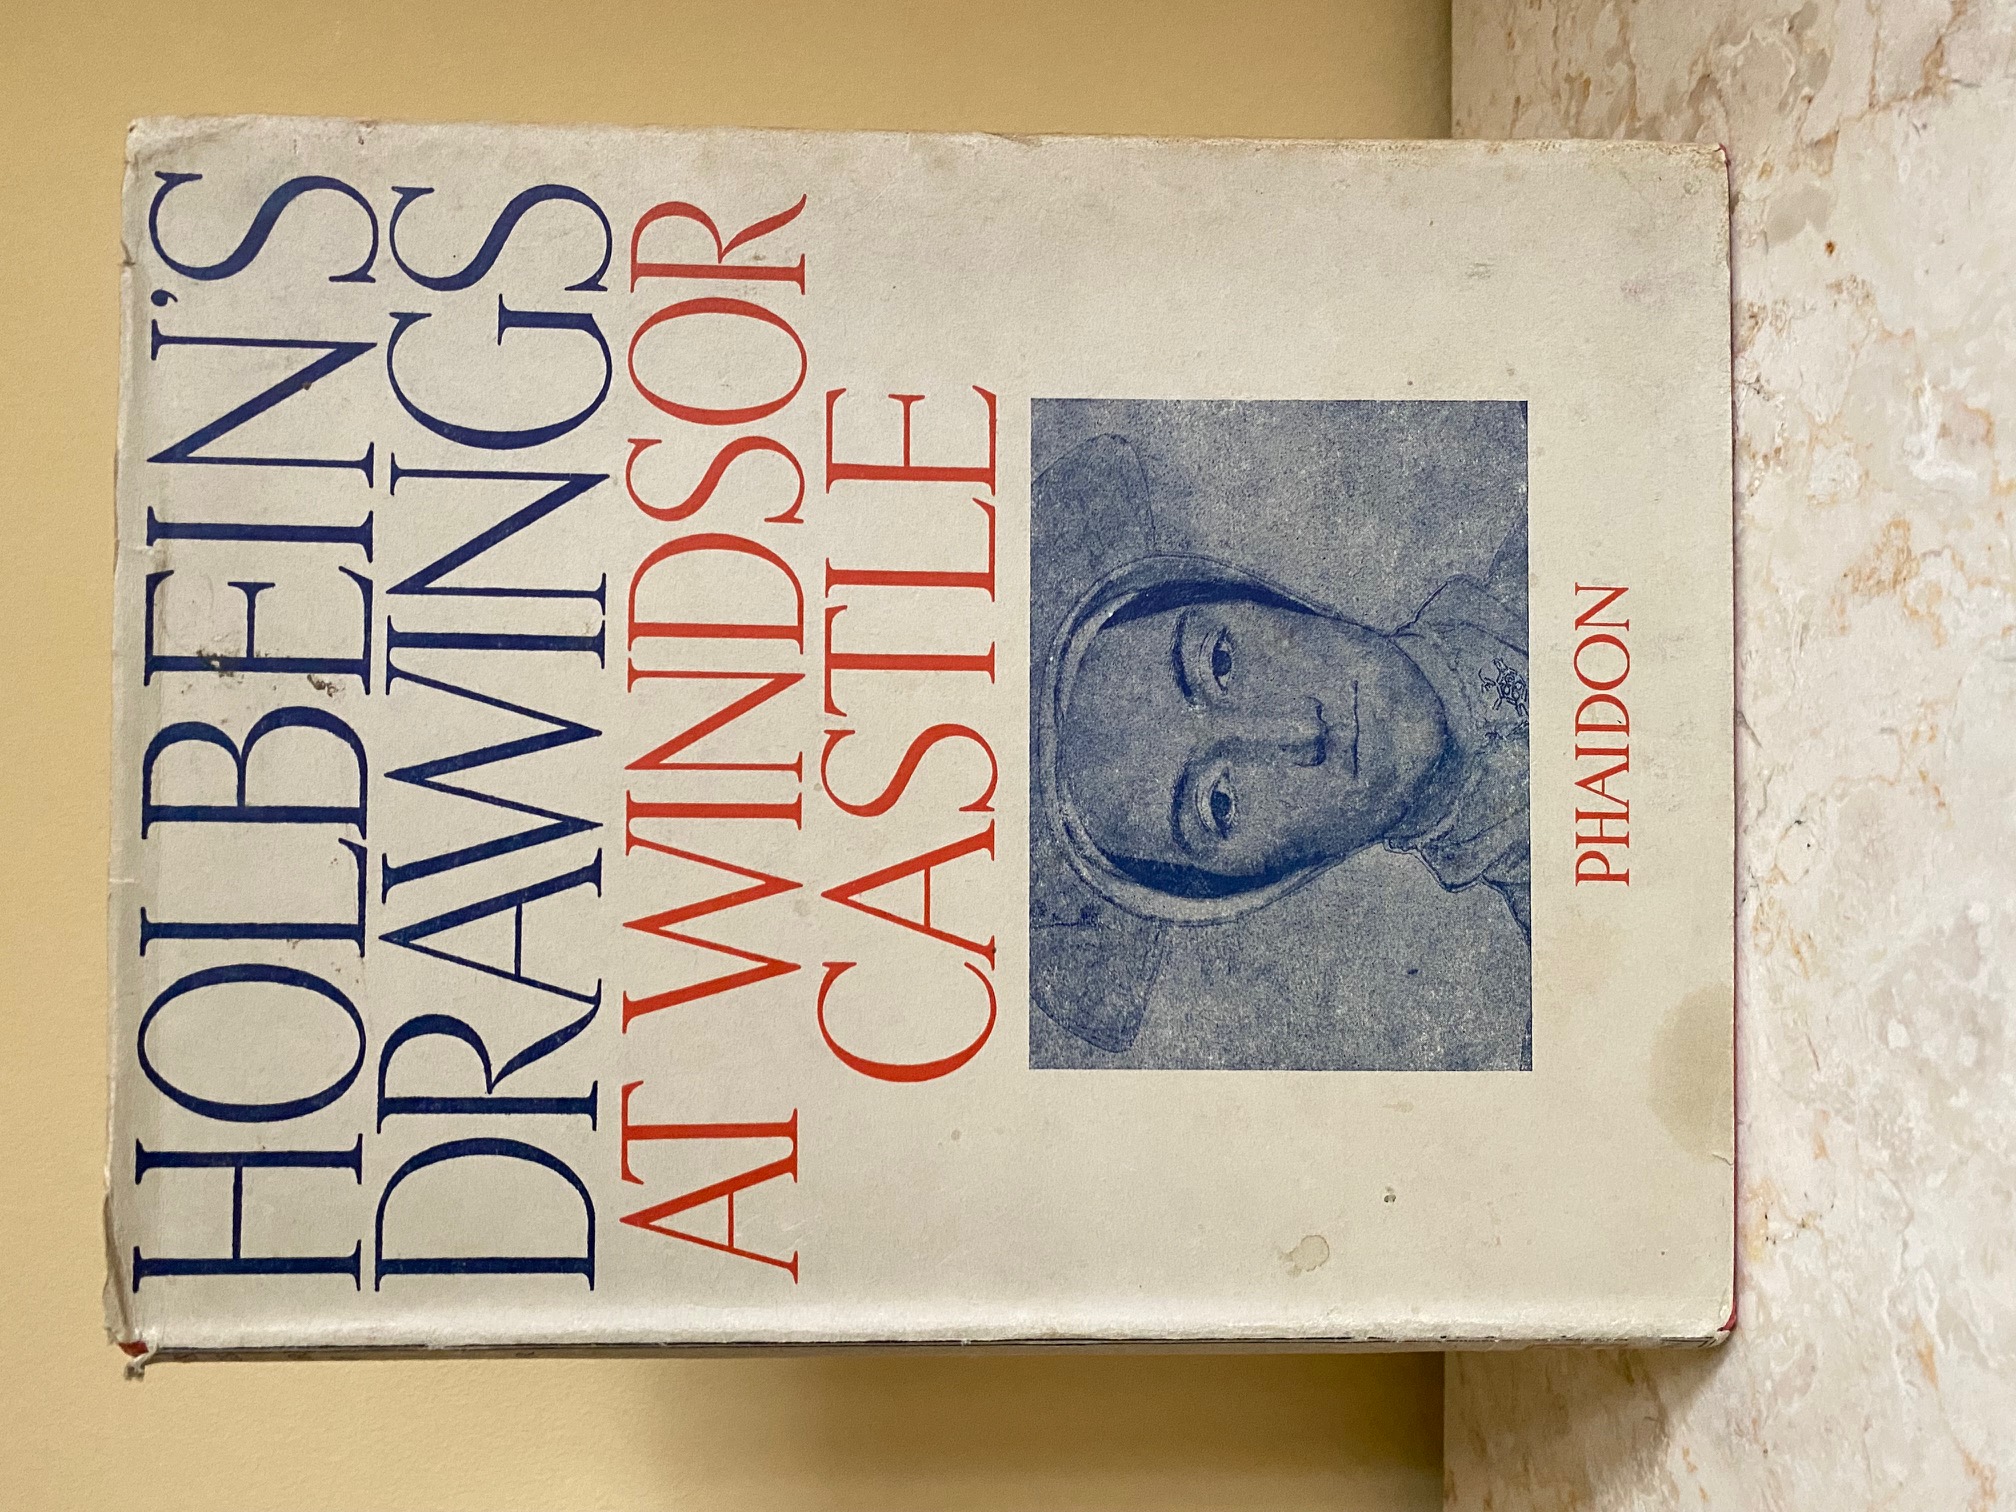 HOLBEIN'S
DRAWINGS
AT WINDSOR
CASTLE
PHAIDON